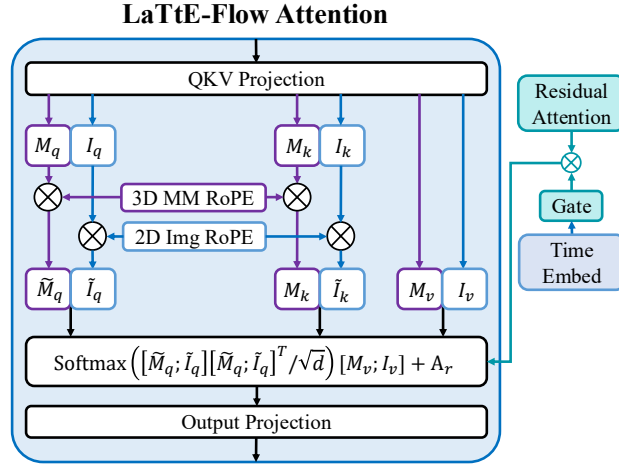 LaTtE-Flow Attention
QKV Projection
Residual
Attention
M_q I_q M_k I_k
3D MM RoPE
Gate
2D Img RoPE
Time
Embed
M̃_q Ĩ_q M_k Ĩ_k M_v I_v
Softmax ([M̃_q; Ĩ_q][M̃_q; Ĩ_q]^T/√d) [M_v; I_v] + A_r
Output Projection